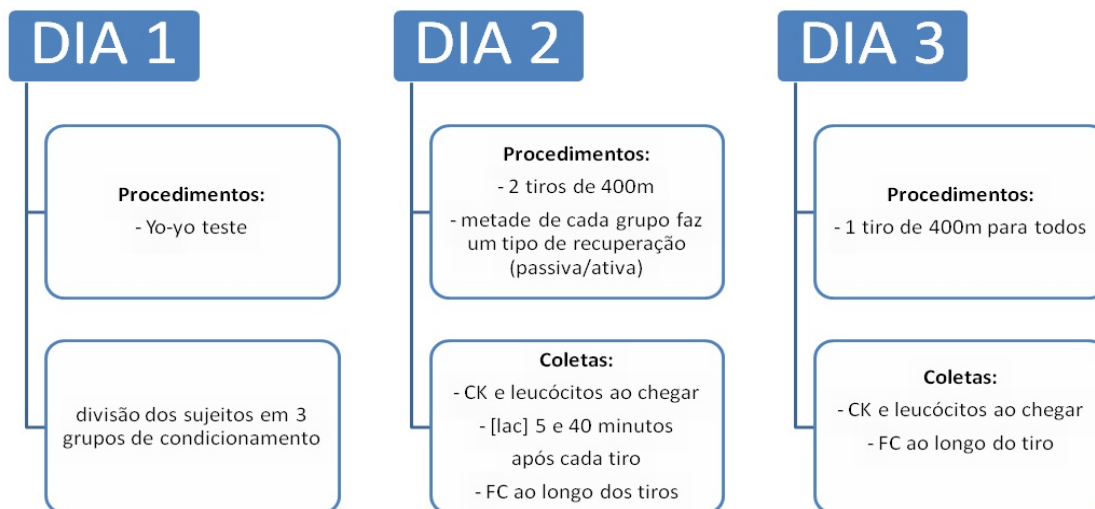 DIA 1
Procedimentos:
- Yo-yo teste
divisão dos sujeitos em 3
grupos de condicionamento
DIA 2
Procedimentos:
- 2 tiros de 400m
- metade de cada grupo faz
um tipo de recuperação
(passiva/ativa)
Coletas:
- CK e leucócitos ao chegar
- [lac] 5 e 40 minutos
após cada tiro
- FC ao longo dos tiros
DIA 3
Procedimentos:
- 1 tiro de 400m para todos
Coletas:
- CK e leucócitos ao chegar
- FC ao longo do tiro